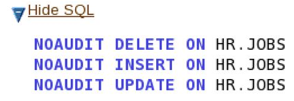 Hide SQL
NOAUDIT DELETE ON HR.JOBS
NOAUDIT INSERT ON HR.JOBS
NOAUDIT UPDATE ON HR.JOBS